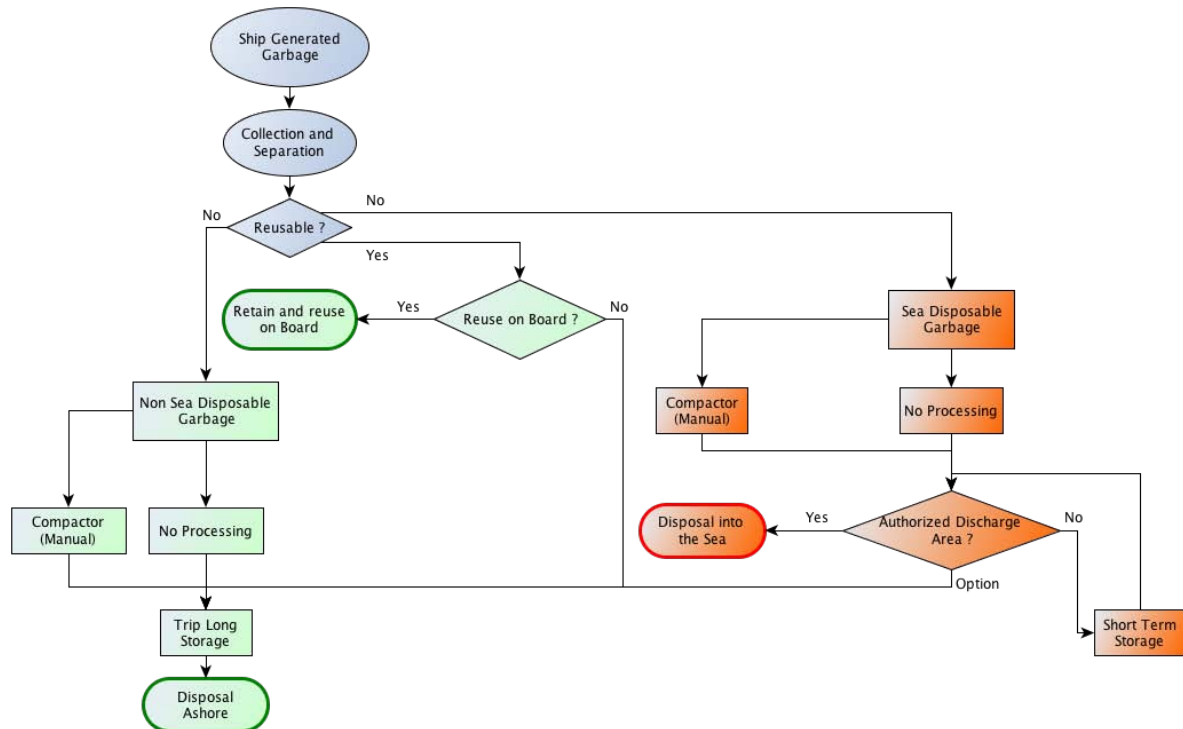 Ship Generated
Garbage
Collection and
Separation
No
No
Reusable ?
Yes
Retain and reuse
on Board
Yes
Reuse on Board ?
No
Sea Disposable
Garbage
Non Sea Disposable
Garbage
Compactor
(Manual)
No Processing
Compactor
(Manual)
No Processing
Disposal into
the Sea
Yes
Authorized Discharge
Area ?
No
Option
Trip Long
Storage
Short Term
Storage
Disposal
Ashore